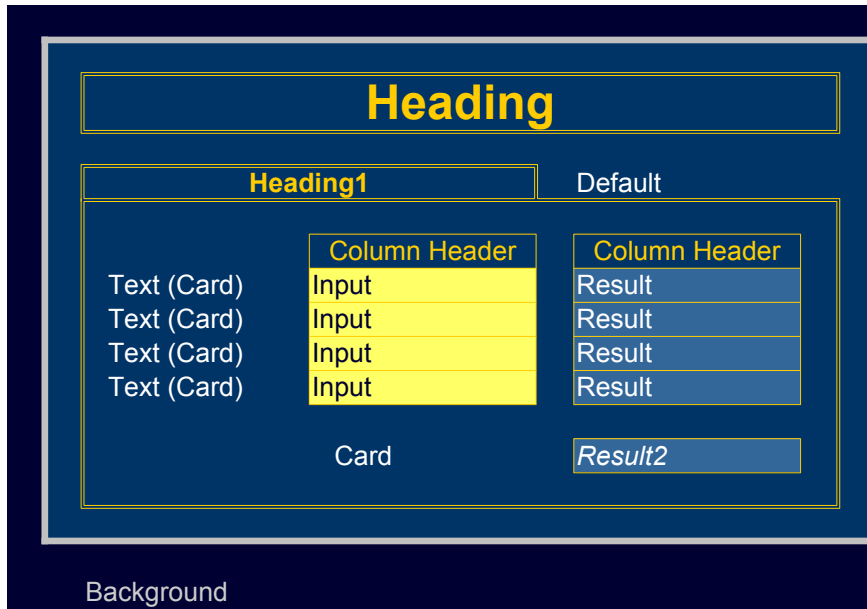 Heading
Heading1 Default
Column Header Column Header
Text (Card) Input Result
Text (Card) Input Result
Text (Card) Input Result
Text (Card) Input Result
Card Result2
Background